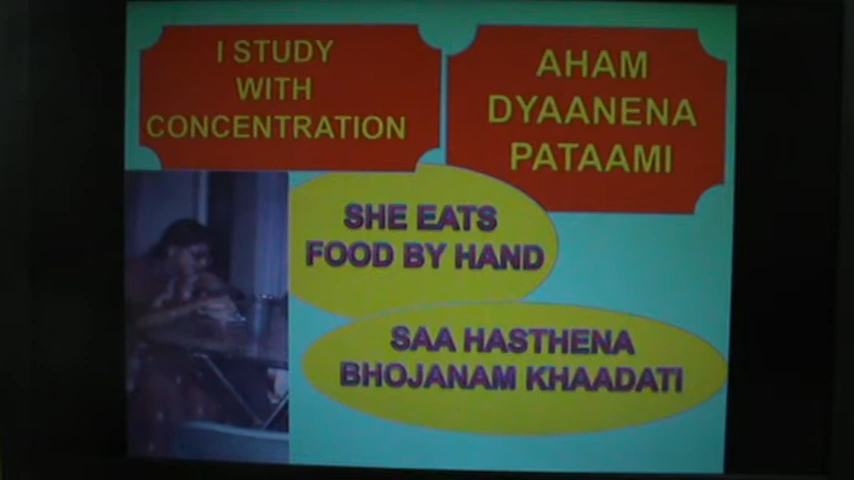 I STUDY
WITH
CONCENTRATION
AHAM
DYAANENA
PATAAMI
SHE EATS
FOOD BY HAND
SAA HASTHENA
BHOJANAM KHAADATI